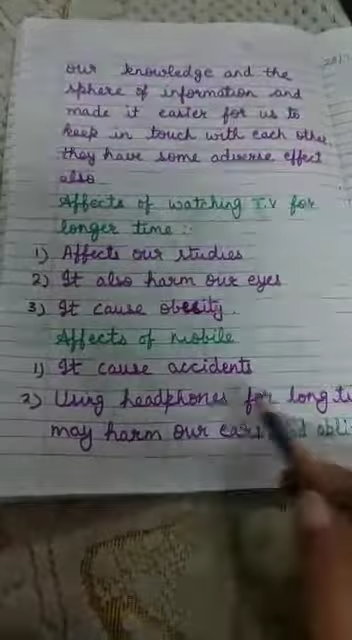 our knowledge and the
sphere of information and
made it easier for us to
keep in touch with each other
they have some adverse effect
also
Affects of watching T.V for
longer time :
1) Affects our studies
2) It also harm our eyes
3) It cause obesity.
Affects of mobile
1) It cause accidents
2) Using headphones for long
may harm our ears